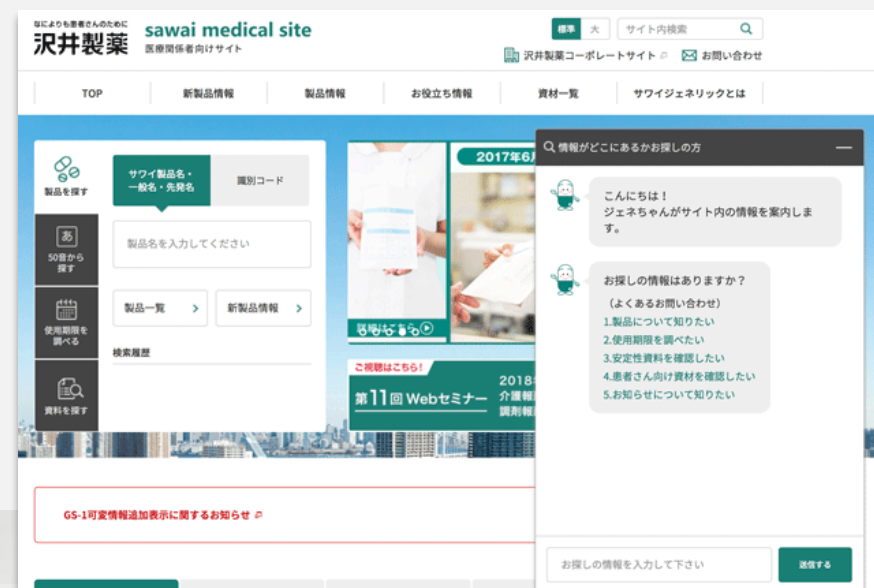 なによりも患者さんのために
沢井製薬
sawai medical site
医療関係者向けサイト
標準
大
サイト内検索
沢井製薬コーポレートサイト
お問い合わせ
TOP
新製品情報
製品情報
お役立ち情報
資材一覧
サワイジェネリックとは
製品を探す
あ
50音から
探す
使用期限を
調べる
資料を探す
サワイ製品名・
一般名・先発名
識別コード
製品名を入力してください
製品一覧
新製品情報
検索履歴
2017年6月
詳細はこちら
ご視聴はこちら!
第11回 Webセミナー
2018
介護報
調剤報
GS-1可変情報追加表示に関するお知らせ
情報がどこにあるかお探しの方
こんにちは!
ジェネちゃんがサイト内の情報を案内しま
す。
お探しの情報はありますか?
(よくあるお問い合わせ)
1.製品について知りたい
2.使用期限を調べたい
3.安定性資料を確認したい
4.患者さん向け資材を確認したい
5.お知らせについて知りたい
お探しの情報を入力して下さい
送信する